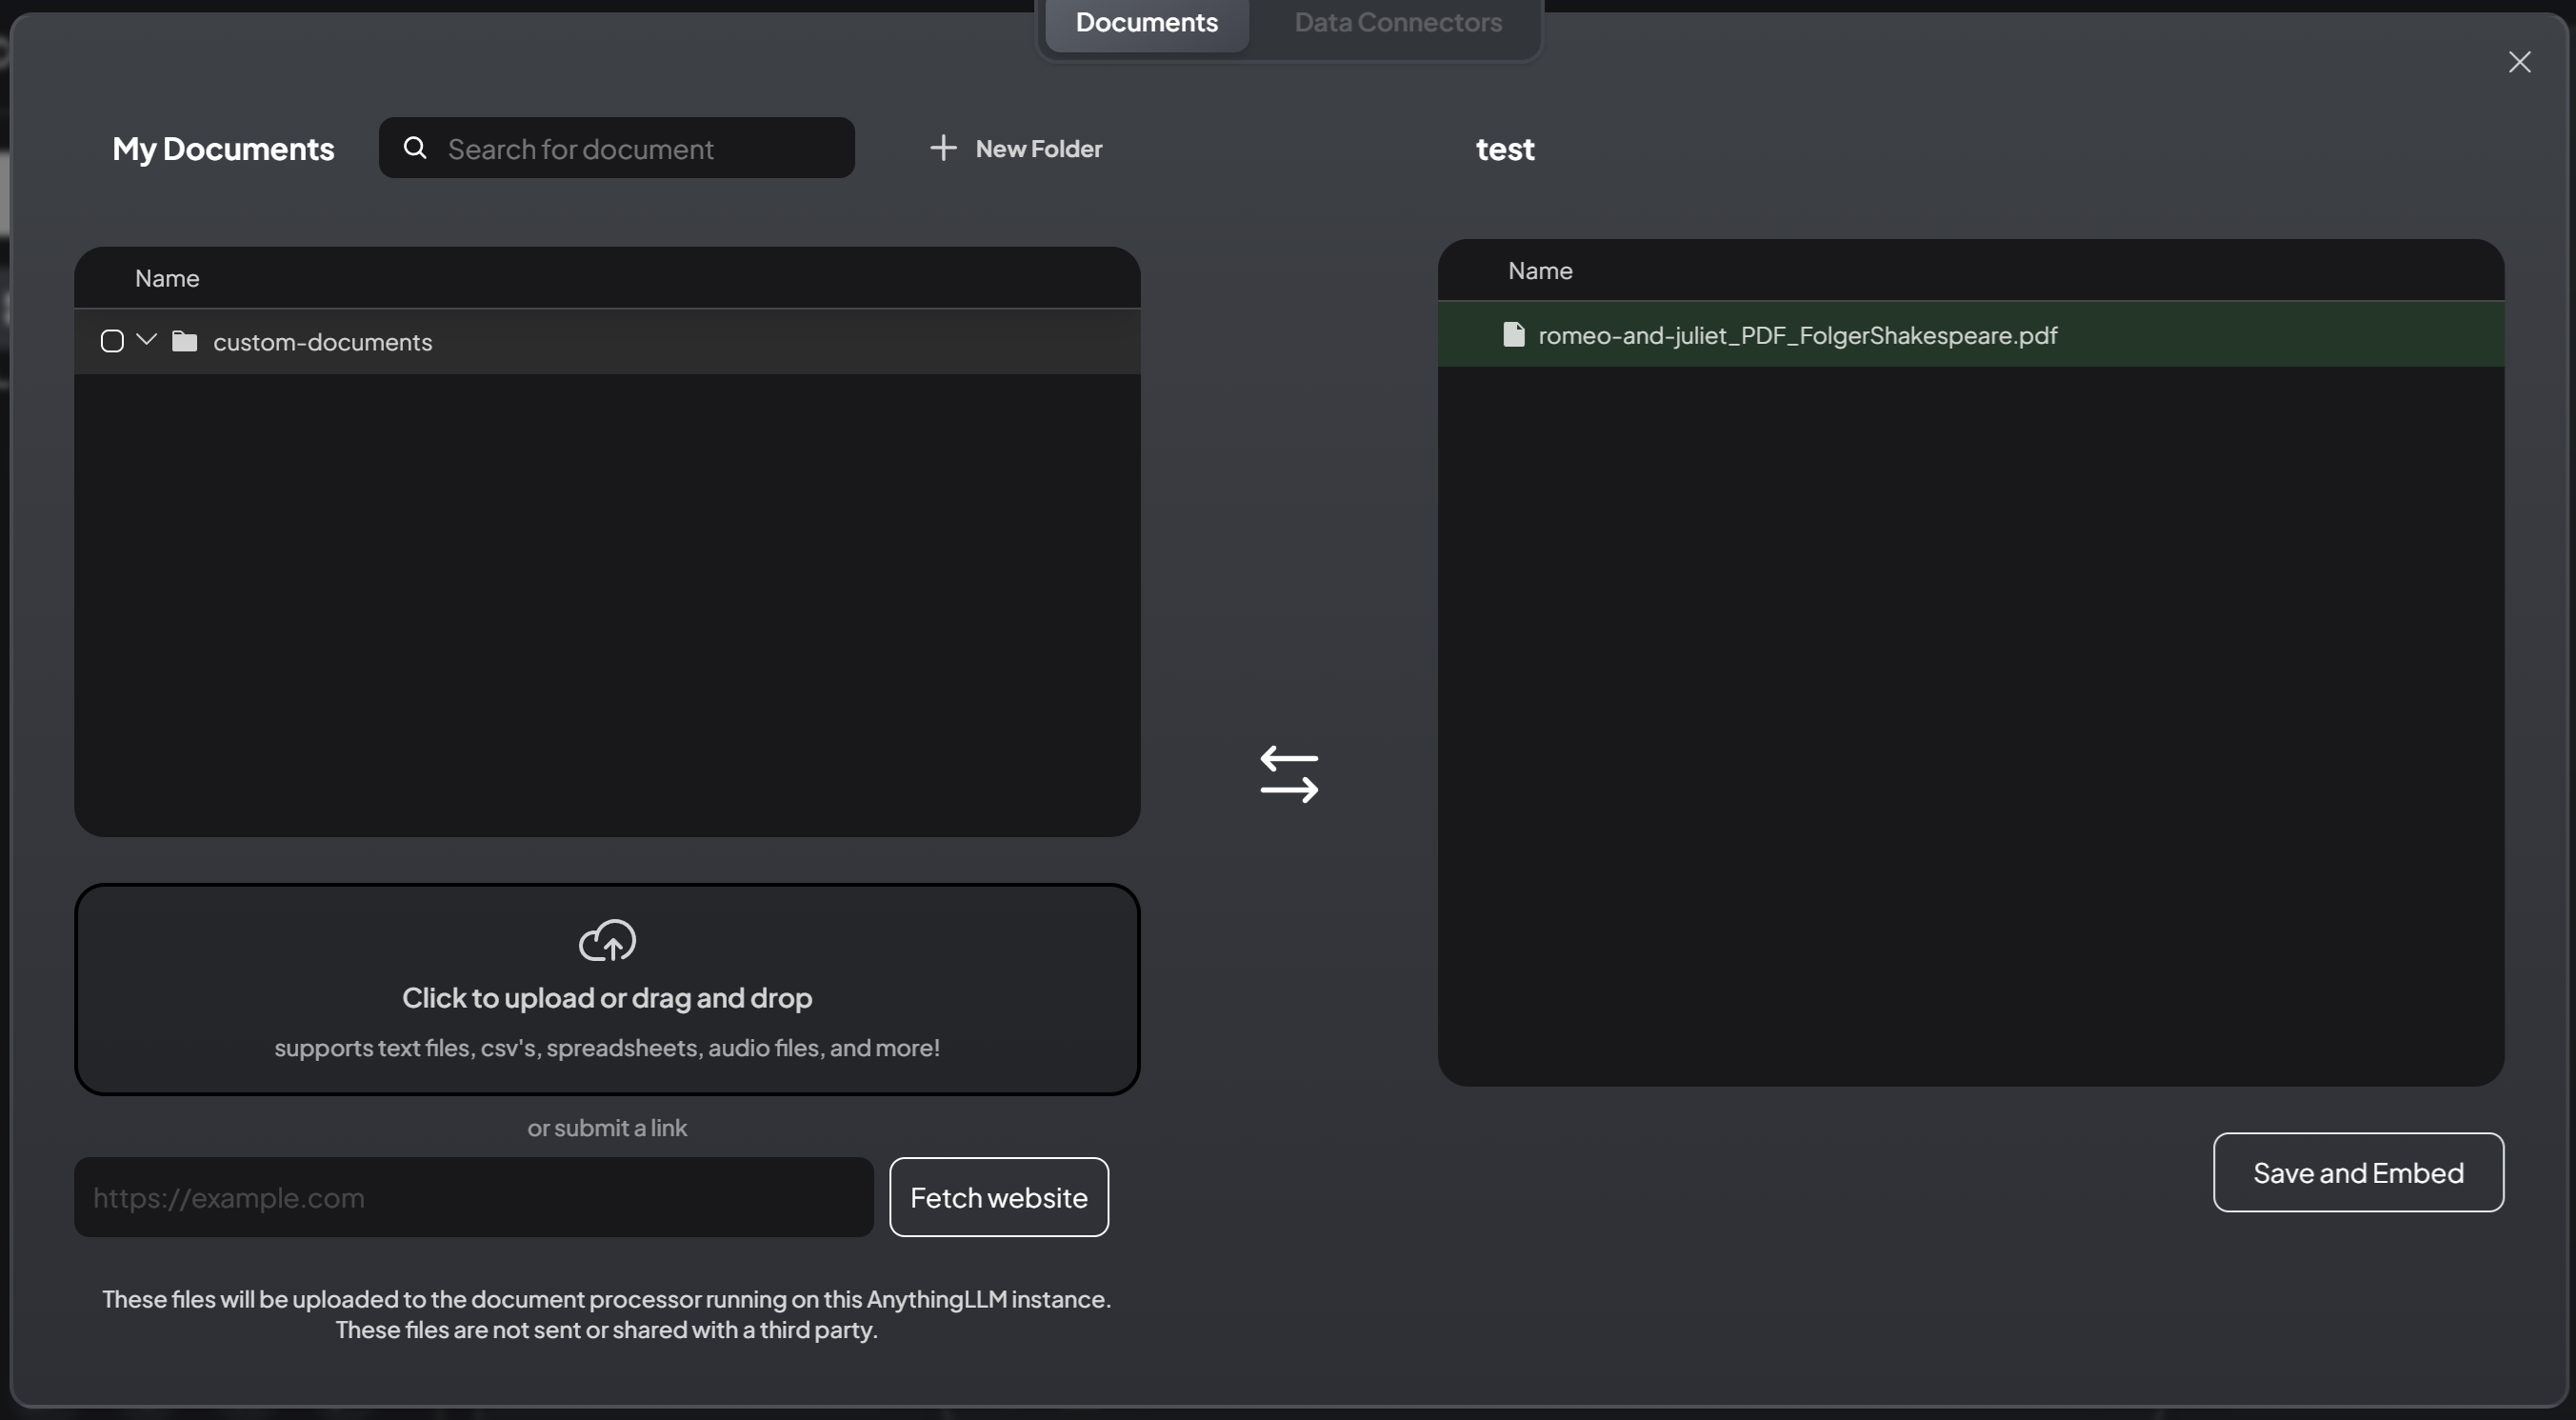 Documents
Data Connectors
My Documents
Search for document
New Folder
test
Name
custom-documents
Name
romeo-and-juliet_PDF_FolgerShakespeare.pdf
Click to upload or drag and drop
supports text files, csv's, spreadsheets, audio files, and more!
or submit a link
https://example.com
Fetch website
Save and Embed
These files will be uploaded to the document processor running on this AnythingLLM instance.
These files are not sent or shared with a third party.